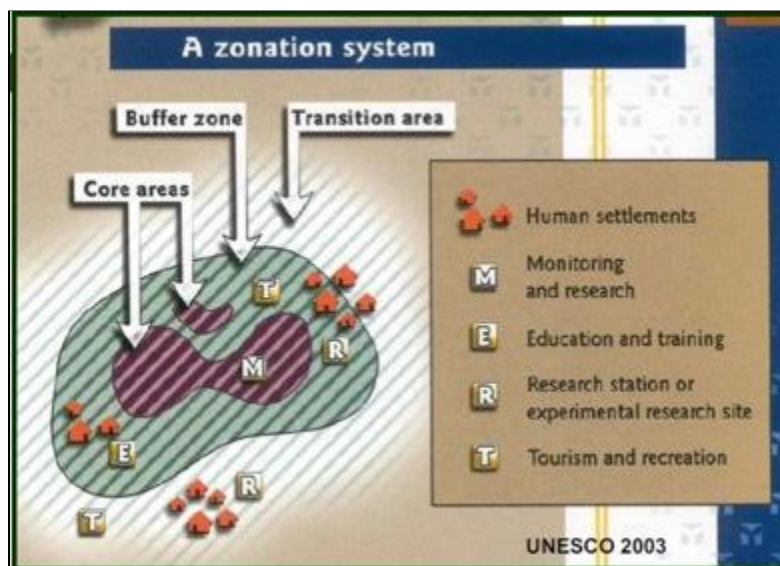 A zonation system
Buffer zone
Transition area
Core areas
Human settlements
M
Monitoring
and research
E
Education and training
R
Research station or
experimental research site
T
Tourism and recreation
T
R
M
E
R
T
UNESCO 2003